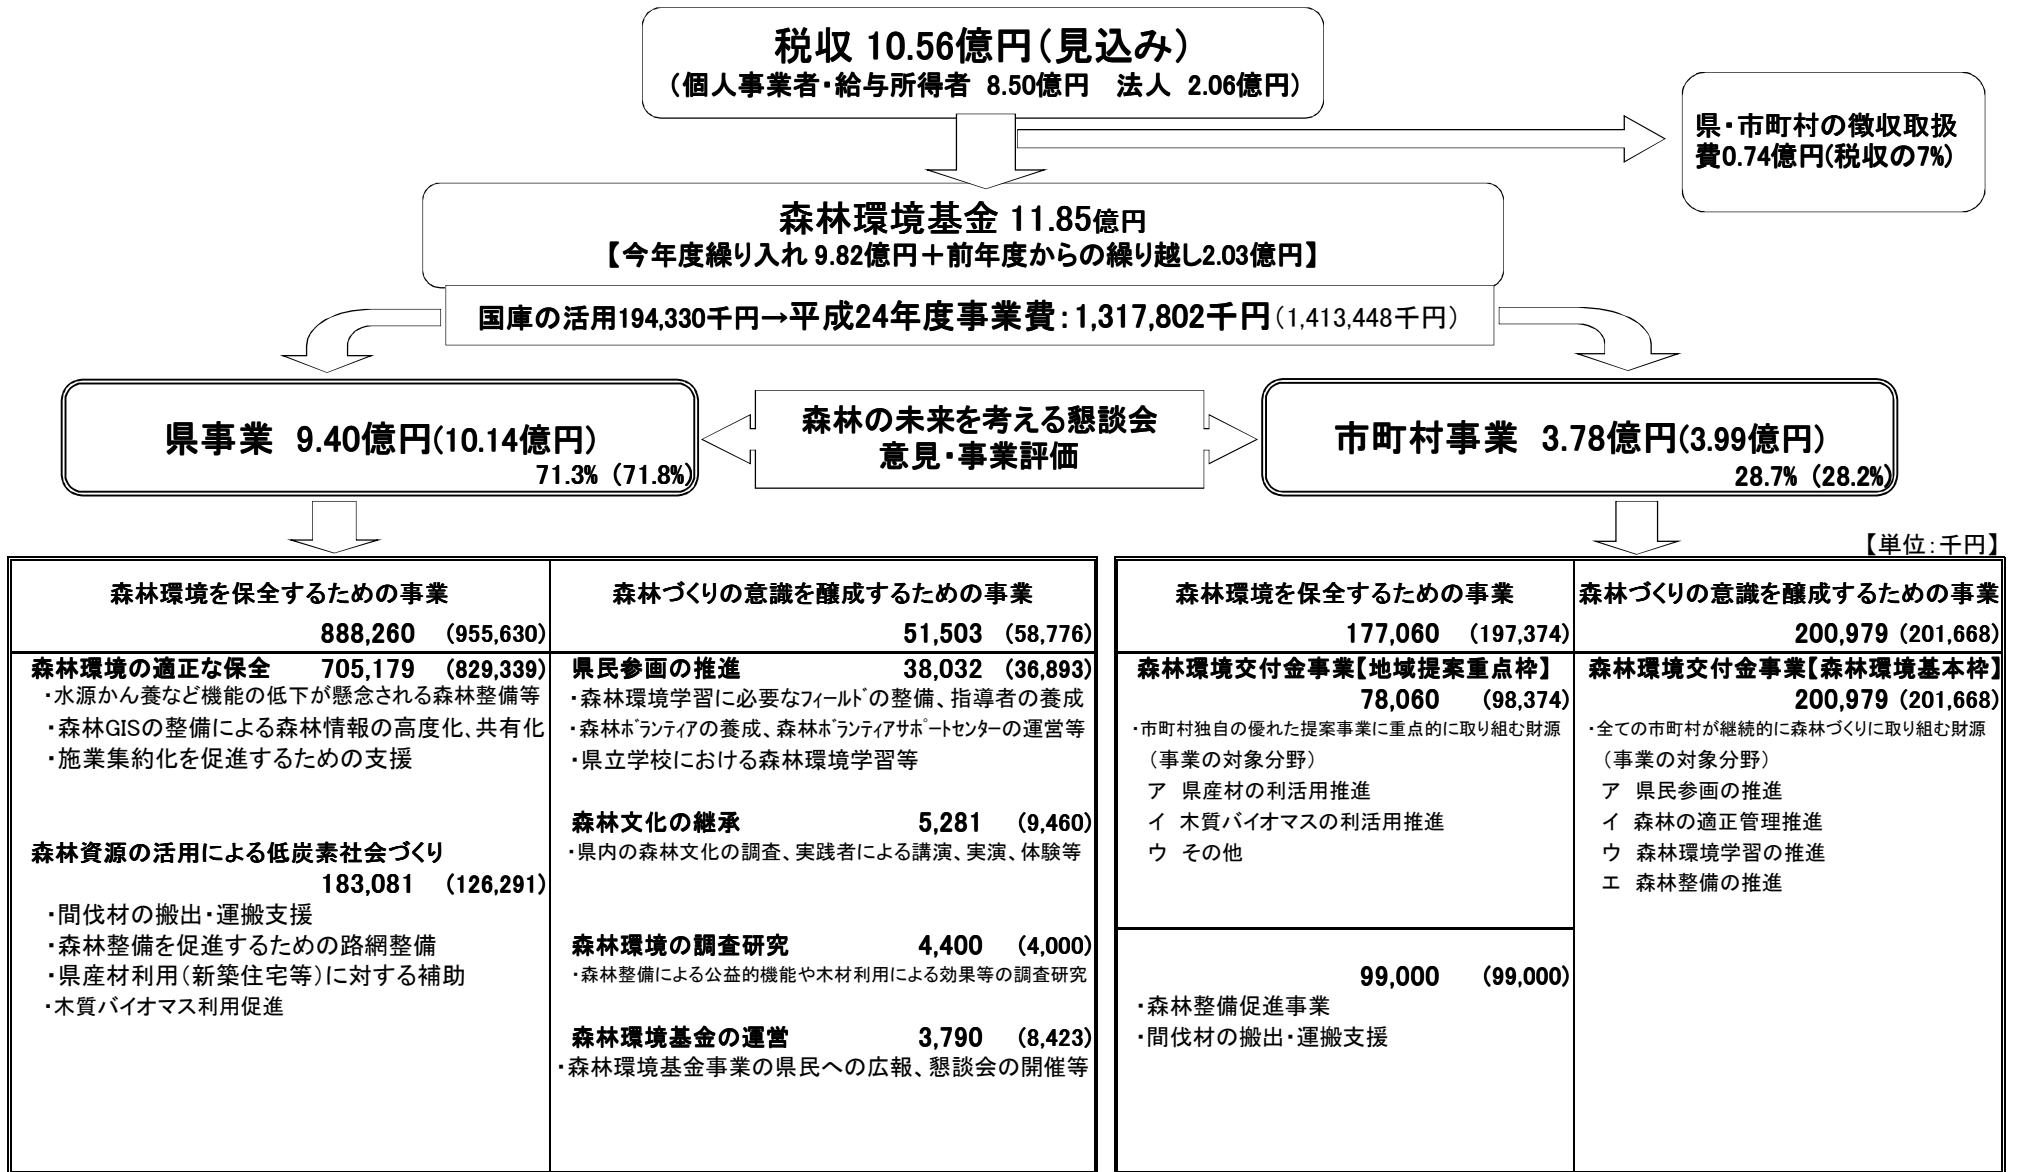 税収 10.56億円(見込み)
(個人事業者・給与所得者 8.50億円 法人 2.06億円)
県・市町村の徴収取扱
費0.74億円(税収の7%)
森林環境基金 11.85億円
【今年度繰り入れ 9.82億円＋前年度からの繰り越し2.03億円】
国庫の活用194,330千円→平成24年度事業費:1,317,802千円(1,413,448千円)
県事業 9.40億円(10.14億円)
71.3% (71.8%)
森林の未来を考える懇談会
意見・事業評価
市町村事業 3.78億円(3.99億円)
28.7% (28.2%)
【単位:千円】
森林環境を保全するための事業
888,260 (955,630)
森林環境の適正な保全 705,179 (829,339)
・水源かん養など機能の低下が懸念される森林整備等
・森林GISの整備による森林情報の高度化、共有化
・施業集約化を促進するための支援
森林資源の活用による低炭素社会づくり
183,081 (126,291)
・間伐材の搬出・運搬支援
・森林整備を促進するための路網整備
・県産材利用(新築住宅等)に対する補助
・木質バイオマス利用促進
森林づくりの意識を醸成するための事業
51,503 (58,776)
県民参画の推進 38,032 (36,893)
・森林環境学習に必要なﾌｨｰﾙﾄﾞの整備、指導者の養成
・森林ﾎﾞﾗﾝﾃｨｱの養成、森林ﾎﾞﾗﾝﾃｨｱｻﾎﾟｰﾄセンターの運営等
・県立学校における森林環境学習等
森林文化の継承 5,281 (9,460)
・県内の森林文化の調査、実践者による講演、実演、体験等
森林環境の調査研究 4,400 (4,000)
・森林整備による公益的機能や木材利用による効果等の調査研究
森林環境基金の運営 3,790 (8,423)
・森林環境基金事業の県民への広報、懇談会の開催等
森林環境を保全するための事業
177,060 (197,374)
森林環境交付金事業【地域提案重点枠】
78,060 (98,374)
・市町村独自の優れた提案事業に重点的に取り組む財源
(事業の対象分野)
ア 県産材の利活用推進
イ 木質バイオマスの利活用推進
ウ その他
99,000 (99,000)
・森林整備促進事業
・間伐材の搬出・運搬支援
森林づくりの意識を醸成するための事業
200,979 (201,668)
森林環境交付金事業【森林環境基本枠】
200,979 (201,668)
・全ての市町村が継続的に森林づくりに取り組む財源
(事業の対象分野)
ア 県民参画の推進
イ 森林の適正管理推進
ウ 森林環境学習の推進
エ 森林整備の推進